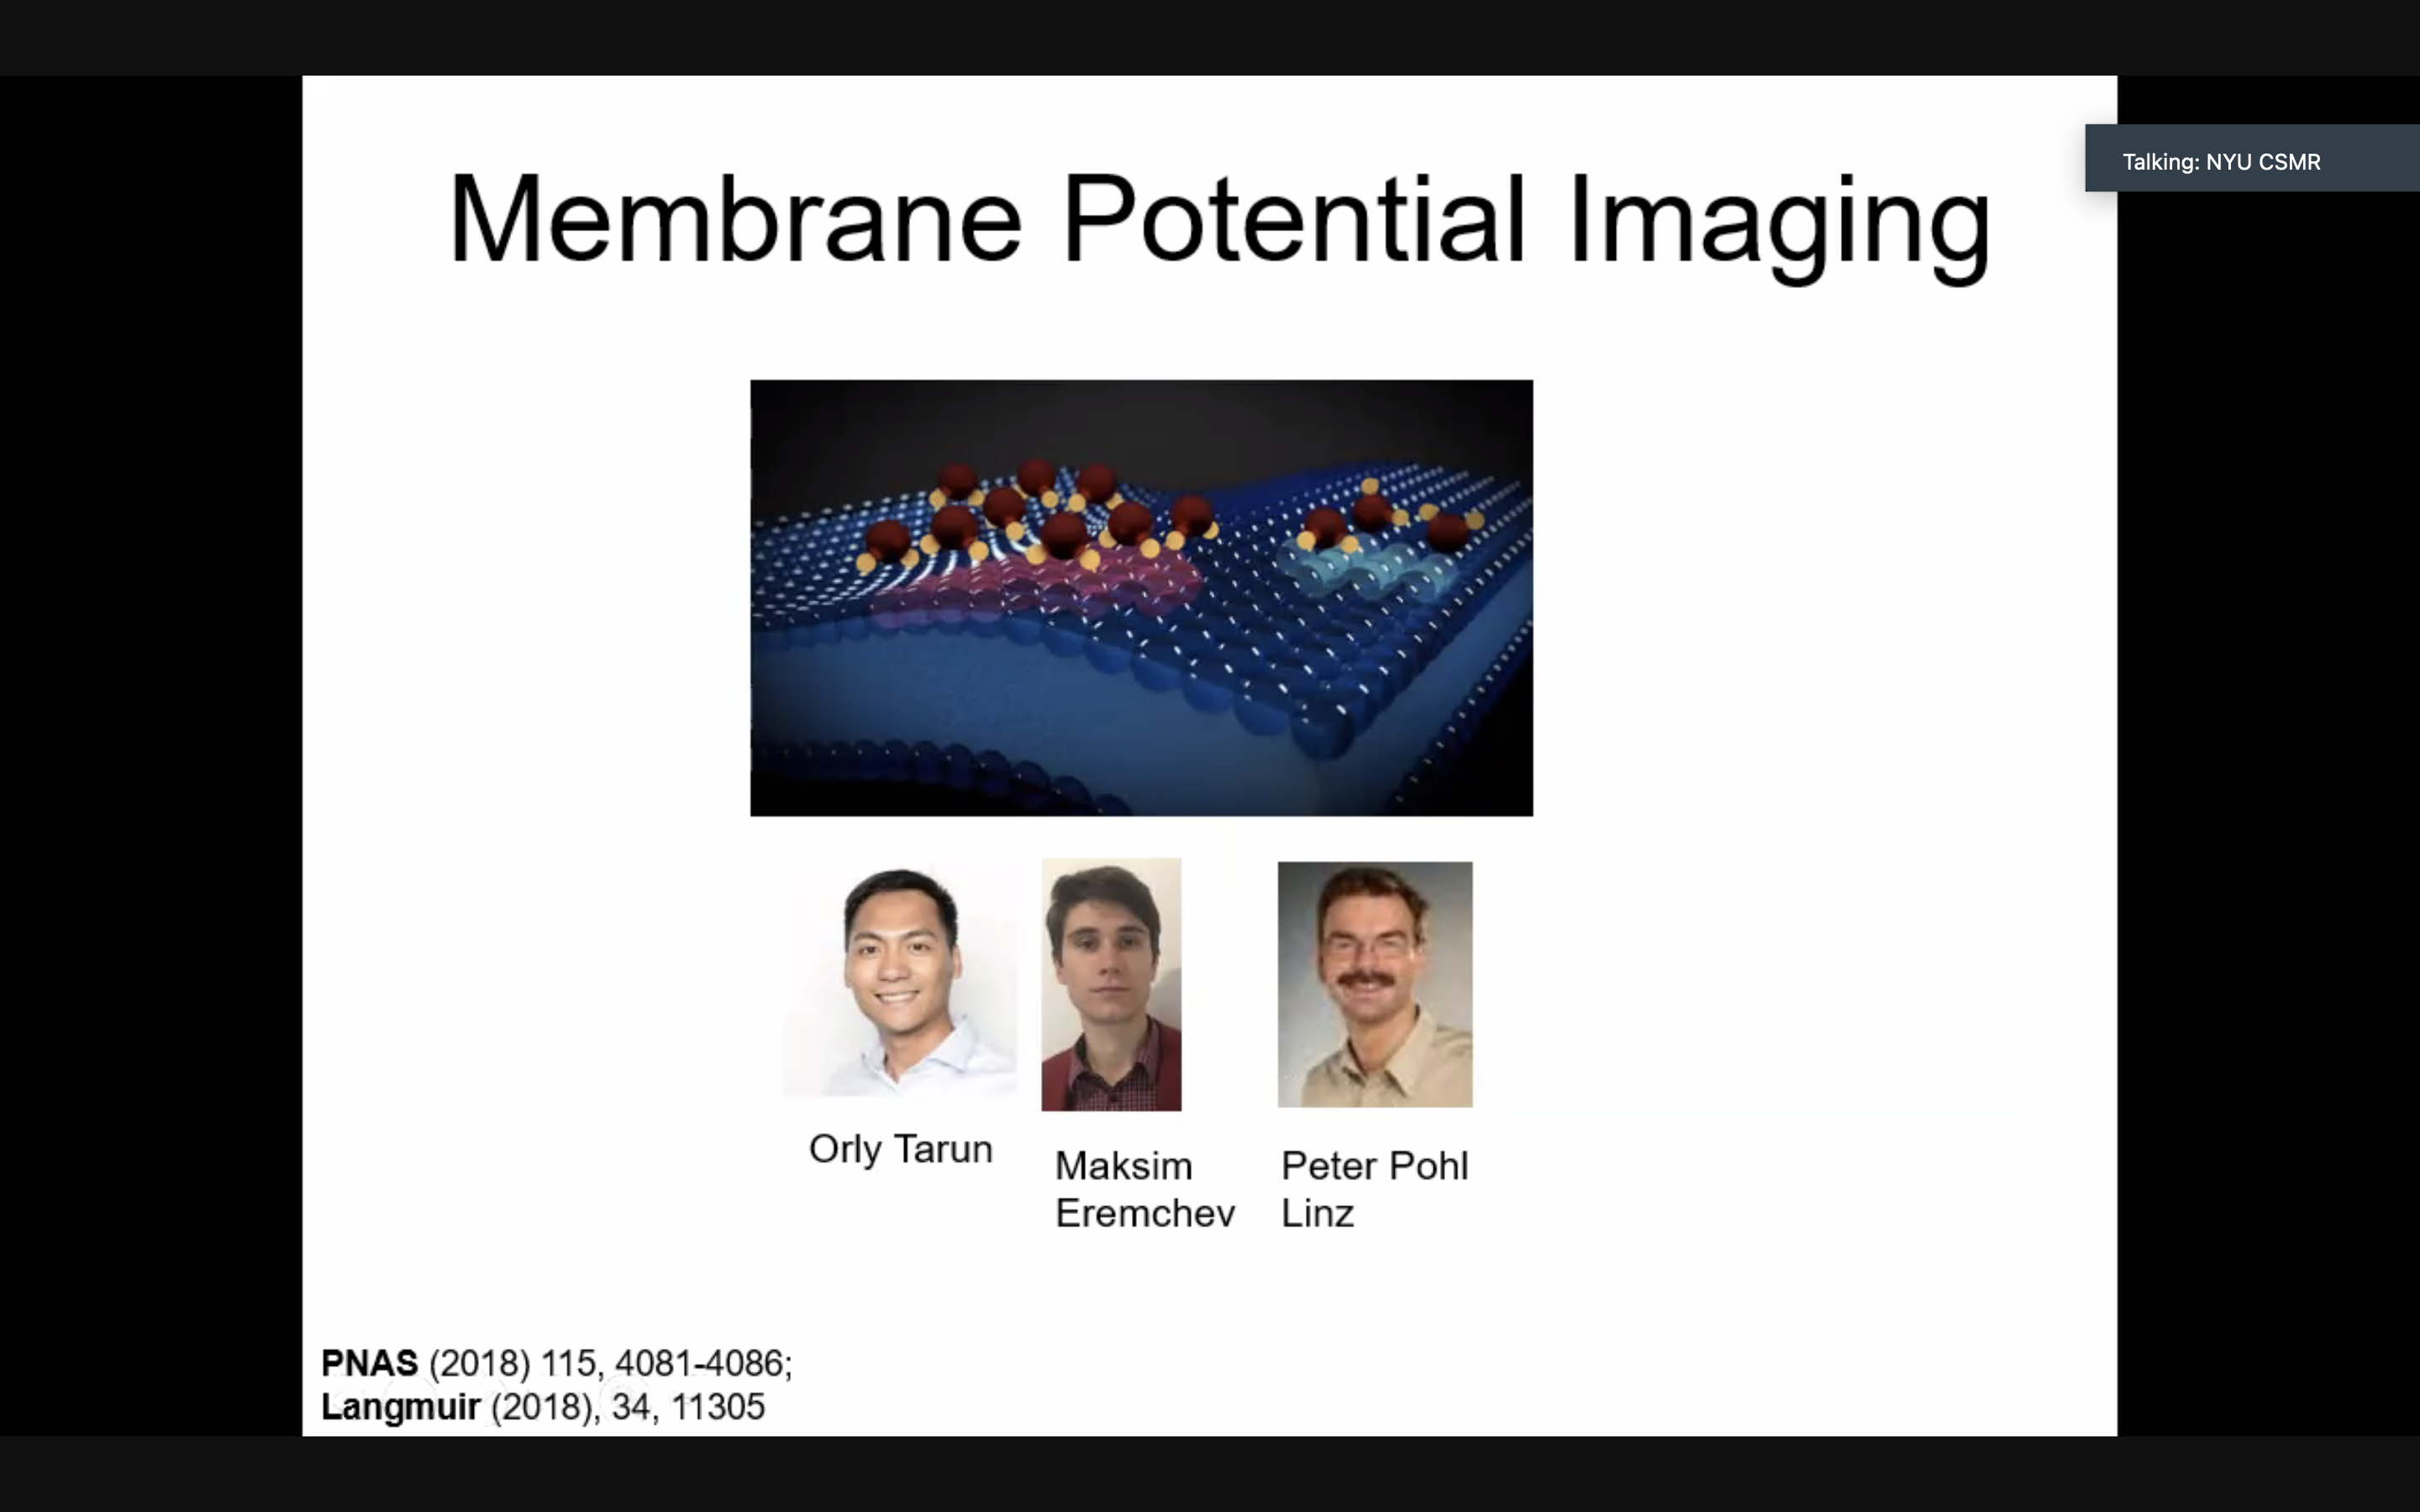 Membrane Potential Imaging
Talking: NYU CSMR
Orly Tarun
Maksim
Eremchev
Peter Pohl
Linz
PNAS (2018) 115, 4081-4086;
Langmuir (2018), 34, 11305